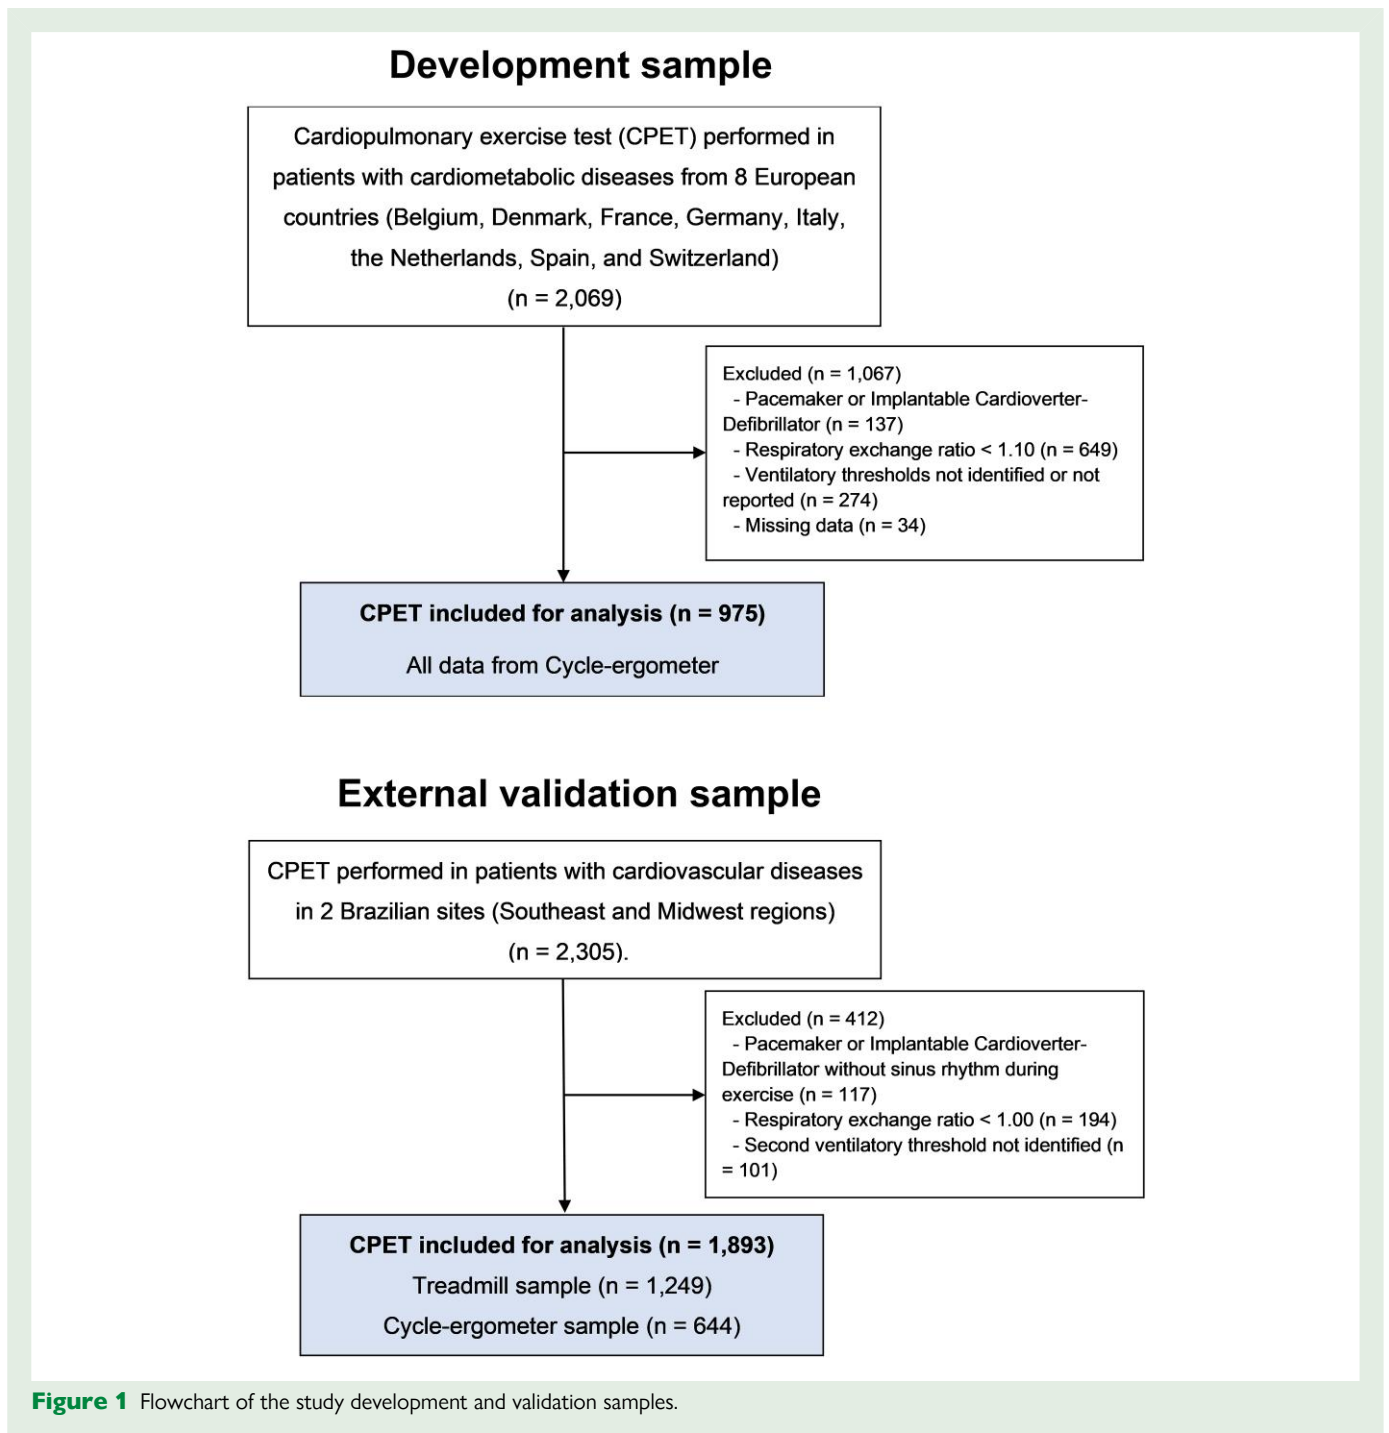 Development sample
Cardiopulmonary exercise test (CPET) performed in
patients with cardiometabolic diseases from 8 European
countries (Belgium, Denmark, France, Germany, Italy,
the Netherlands, Spain, and Switzerland)
(n = 2,069)
Excluded (n = 1,067)
- Pacemaker or Implantable Cardioverter-
Defibrillator (n = 137)
- Respiratory exchange ratio < 1.10 (n = 649)
- Ventilatory thresholds not identified or not
reported (n = 274)
- Missing data (n = 34)
CPET included for analysis (n = 975)
All data from Cycle-ergometer
External validation sample
CPET performed in patients with cardiovascular diseases
in 2 Brazilian sites (Southeast and Midwest regions)
(n = 2,305).
Excluded (n = 412)
- Pacemaker or Implantable Cardioverter-
Defibrillator without sinus rhythm during
exercise (n = 117)
- Respiratory exchange ratio < 1.00 (n = 194)
- Second ventilatory threshold not identified (n
= 101)
CPET included for analysis (n = 1,893)
Treadmill sample (n = 1,249)
Cycle-ergometer sample (n = 644)
Figure 1 Flowchart of the study development and validation samples.